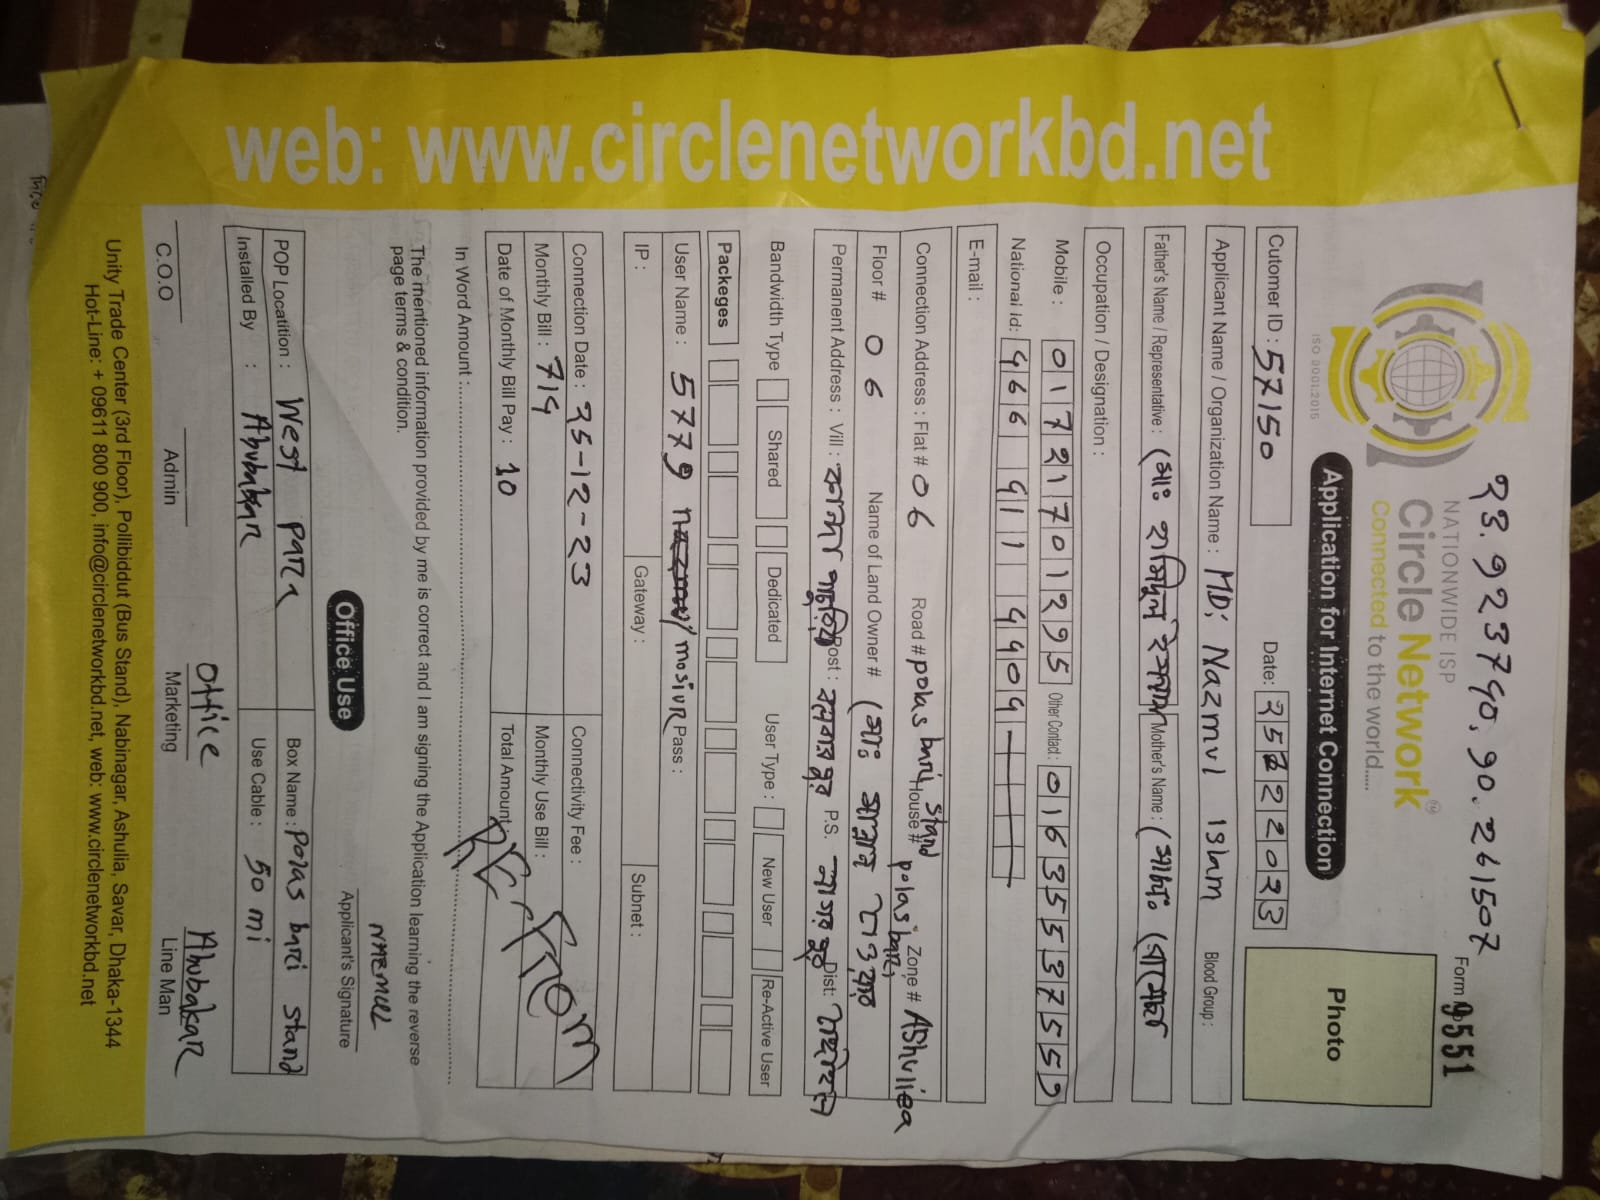 23.923790,90.261507
NATIONWIDE ISP
Circle Network
Connected to the world.....
ISO 9001:2015
Form 9551
Application for Internet Connection
Photo
Cutomer ID : 57150 Date:
Applicant Name / Organization Name : MD: Nazmul Islam Blood Group :
Father's Name / Representative : মোঃ Mother's Name : মোছাঃ
Occupation / Designation :
Mobile : 01721701295 Other Contact : 01635537559
National Id: 4669114409
E-mail :
Connection Address : Flat # 06 Road # polas bari stand House # polas bari Zone # AShuliea
Floor # 06 Name of Land Owner # মোঃ
Permanent Address : Vill : Post : P.S. Dist:
Bandwidth Type Shared Dedicated User Type : New User Re-Active User
Packeges
User Name : 5779 mosiur Pass :
IP : Gateway : Subnet :
Connection Date : 25-12-23 Connectivity Fee :
Monthly Bill : 714 Monthly Use Bill :
Date of Monthly Bill Pay : 10 Total Amount :
From
In Word Amount :
The mentioned information provided by me is correct and I am signing the Application learning the reverse
page terms & condition.
Applicant's Signature
Office Use
POP Locatition : West para Box Name : Polas bari stand
Installed By : Abubakar Use Cable : 50 mi
Office Abubakar
C.O.O Admin Marketing Line Man
Unity Trade Center (3rd Floor), Pollibiddut (Bus Stand), Nabinagar, Ashulia, Savar, Dhaka-1344
Hot-Line: + 09611 800 900, info@circlenetworkbd.net, web: www.circlenetworkbd.net
web: www.circlenetworkbd.net